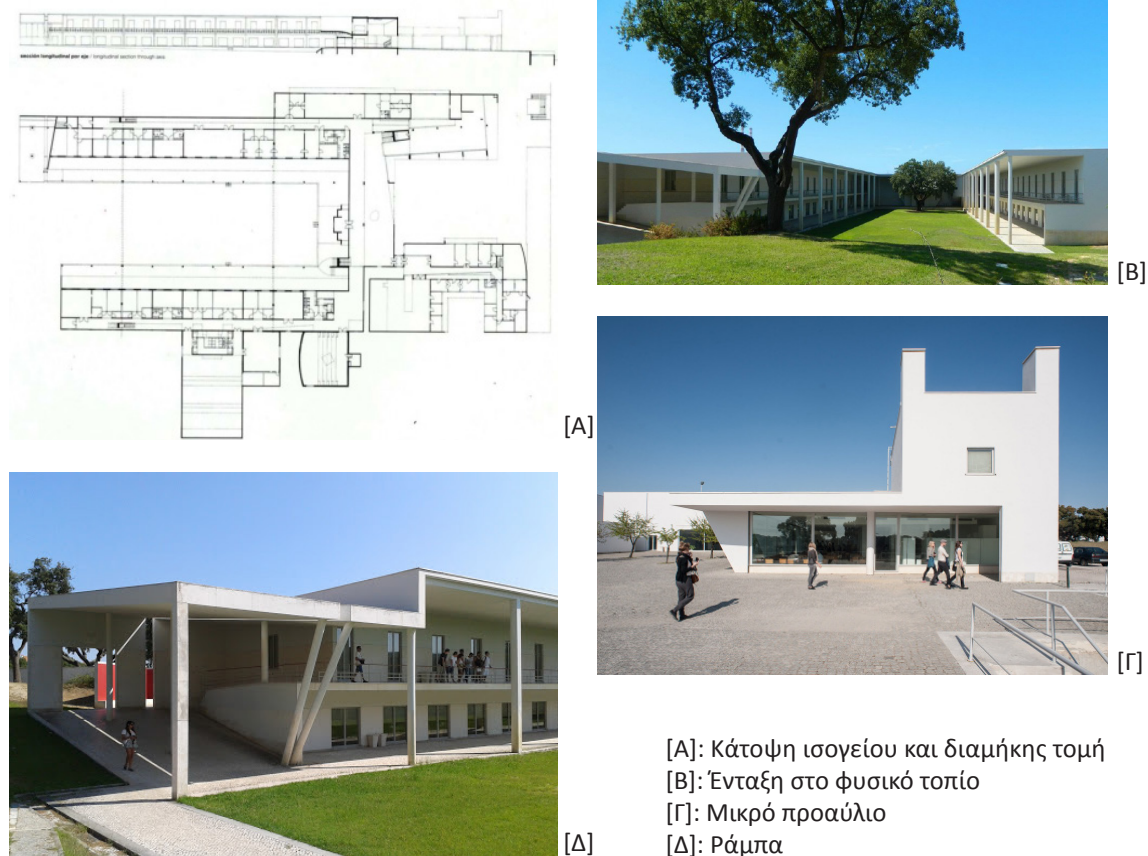 sección longitudinal por eje / longitudinal section through axis
[Β]
[Α]
[Γ]
[Δ]
[Α]: Κάτοψη ισογείου και διαμήκης τομή
[Β]: Ένταξη στο φυσικό τοπίο
[Γ]: Μικρό προαύλιο
[Δ]: Ράμπα